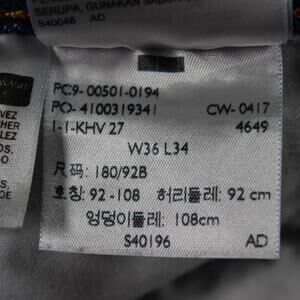 SERUPA, GUNAKAN SABUN
S40046 AD
WASH
PC9-00501-0194
PO-4100319341 CW-0417
1-1-KHV 27 4649
W36 L34
尺码: 180/92B
호칭: 92-108 허리둘레: 92 cm
엉덩이둘레: 108cm
S40196 AD